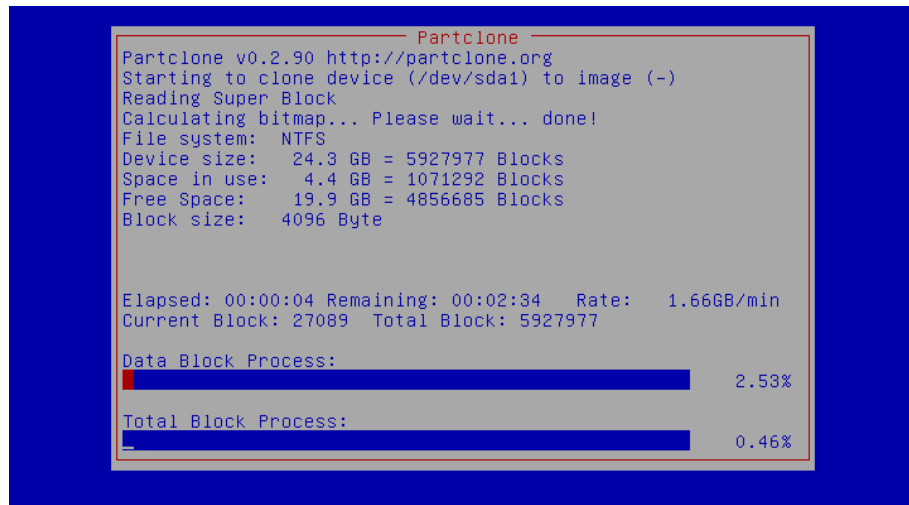 Partclone
Partclone v0.2.90 http://partclone.org
Starting to clone device (/dev/sda1) to image (-)
Reading Super Block
Calculating bitmap... Please wait... done!
File system:  NTFS
Device size:   24.3 GB = 5927977 Blocks
Space in use:   4.4 GB = 1071292 Blocks
Free Space:    19.9 GB = 4856685 Blocks
Block size:   4096 Byte
Elapsed: 00:00:04 Remaining: 00:02:34   Rate:   1.66GB/min
Current Block: 27089  Total Block: 5927977
Data Block Process:
2.53%
Total Block Process:
0.46%